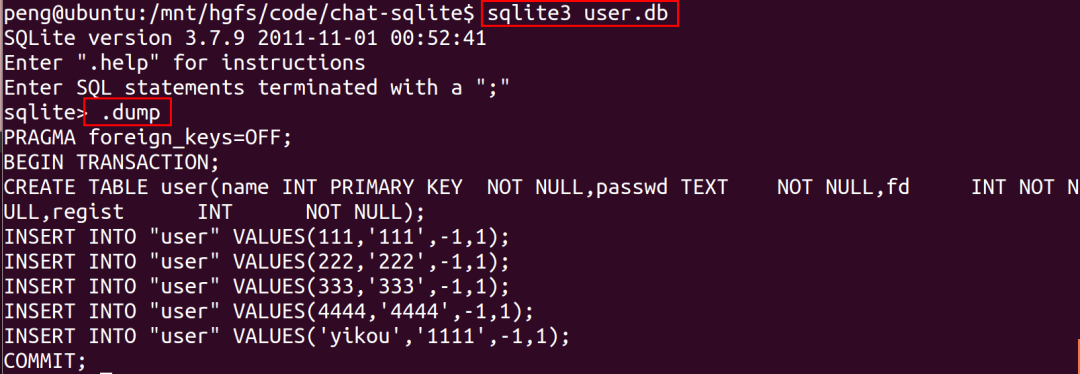 peng@ubuntu:/mnt/hgfs/code/chat-sqlite$ sqlite3 user.db
SQLite version 3.7.9 2011-11-01 00:52:41
Enter ".help" for instructions
Enter SQL statements terminated with a ";"
sqlite> .dump
PRAGMA foreign_keys=OFF;
BEGIN TRANSACTION;
CREATE TABLE user(name INT PRIMARY KEY  NOT NULL,passwd TEXT    NOT NULL,fd     INT NOT N
ULL,regist      INT      NOT NULL);
INSERT INTO "user" VALUES(111,'111',-1,1);
INSERT INTO "user" VALUES(222,'222',-1,1);
INSERT INTO "user" VALUES(333,'333',-1,1);
INSERT INTO "user" VALUES(4444,'4444',-1,1);
INSERT INTO "user" VALUES('yikou','1111',-1,1);
COMMIT;